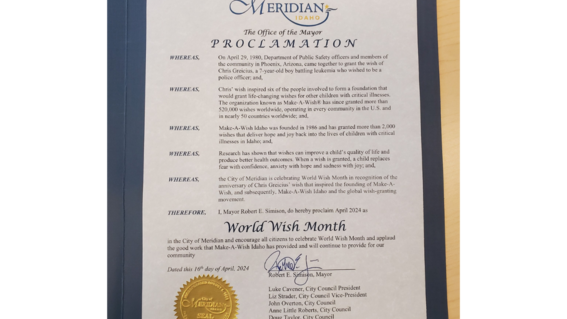 MERIDIAN
IDAHO
The Office of the Mayor
PROCLAMATION
WHEREAS, On April 29, 1980, Department of Public Safety officers and members of
the community in Phoenix, Arizona, came together to grant the wish of
Chris Greicius, a 7-year-old boy battling leukemia who wished to be a
police officer; and,
WHEREAS, Chris' wish inspired six of the people involved to form a foundation that
would grant life-changing wishes for other children with critical illnesses.
The organization known as Make-A-Wish® has since granted more than
520,000 wishes worldwide, operating in every community in the U.S. and
in nearly 50 countries worldwide; and,
WHEREAS, Make-A-Wish Idaho was founded in 1986 and has granted more than 2,000
wishes that deliver hope and joy back into the lives of children with critical
illnesses in Idaho; and,
WHEREAS, Research has shown that wishes can improve a child's quality of life and
produce better health outcomes. When a wish is granted, a child replaces
fear with confidence, anxiety with hope and sadness with joy; and,
WHEREAS, the City of Meridian is celebrating World Wish Month in recognition of the
anniversary of Chris Greicius' wish that inspired the founding of Make-A-
Wish, and subsequently, Make-A-Wish Idaho and the global wish-granting
movement
THEREFORE, I, Mayor Robert E. Simison, do hereby proclaim April 2024 as
World Wish Month
in the City of Meridian and encourage all citizens to celebrate World Wish Month and applaud
the good work that Make-A-Wish Idaho has provided and will continue to provide for our
community
Dated this 16th day of April, 2024
Robert E. Simison, Mayor
Luke Cavener, City Council President
Liz Strader, City Council Vice-President
John Overton, City Council
Anne Little Roberts, City Council
Doug Taylor, City Council
MERIDIAN
SEAL